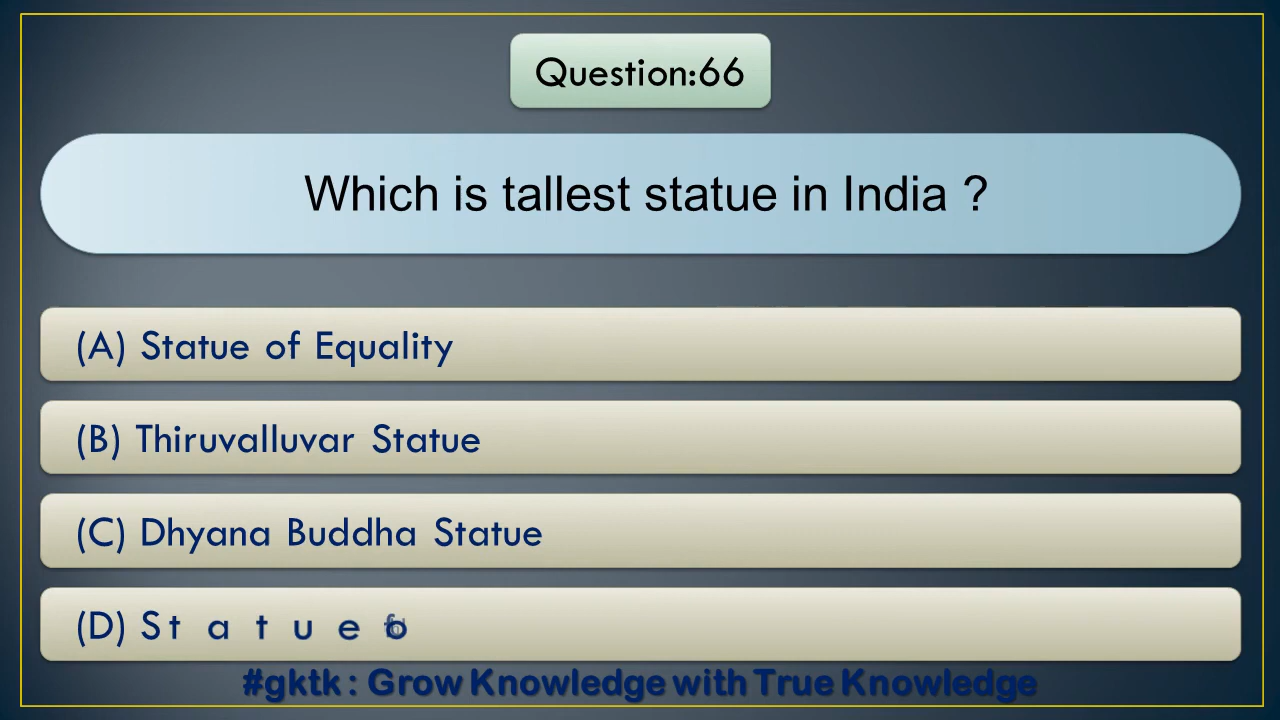 Question:66
Which is tallest statue in India ?
(A) Statue of Equality
(B) Thiruvalluvar Statue
(C) Dhyana Buddha Statue
(D) Statue
#gktk : Grow Knowledge with True Knowledge